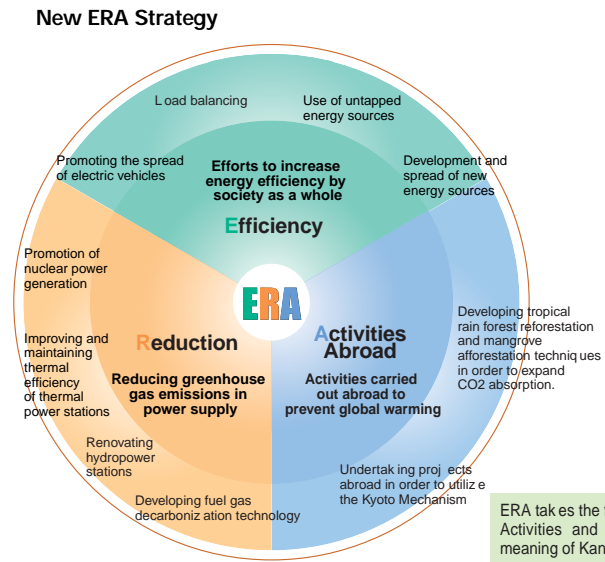 New ERA Strategy
Load balancing
Use of untapped
energy sources
Promoting the spread
of electric vehicles
Efforts to increase
energy efficiency by
society as a whole
Efficiency
Development and
spread of new
energy sources
Promotion of
nuclear power
generation
ERA
Improving and
maintaining
thermal
efficiency
of thermal
power stations
Reduction
Reducing greenhouse
gas emissions in
power supply
Activities
Abroad
Activities carried
out abroad to
prevent global warming
Developing tropical
rain forest reforestation
and mangrove
afforestation techniques
in order to expand
CO2 absorption.
Renovating
hydropower
stations
Developing fuel gas
decarbonization technology
Undertaking projects
abroad in order to utilize
the Kyoto Mechanism
ERA takes the
Activities and
meaning of